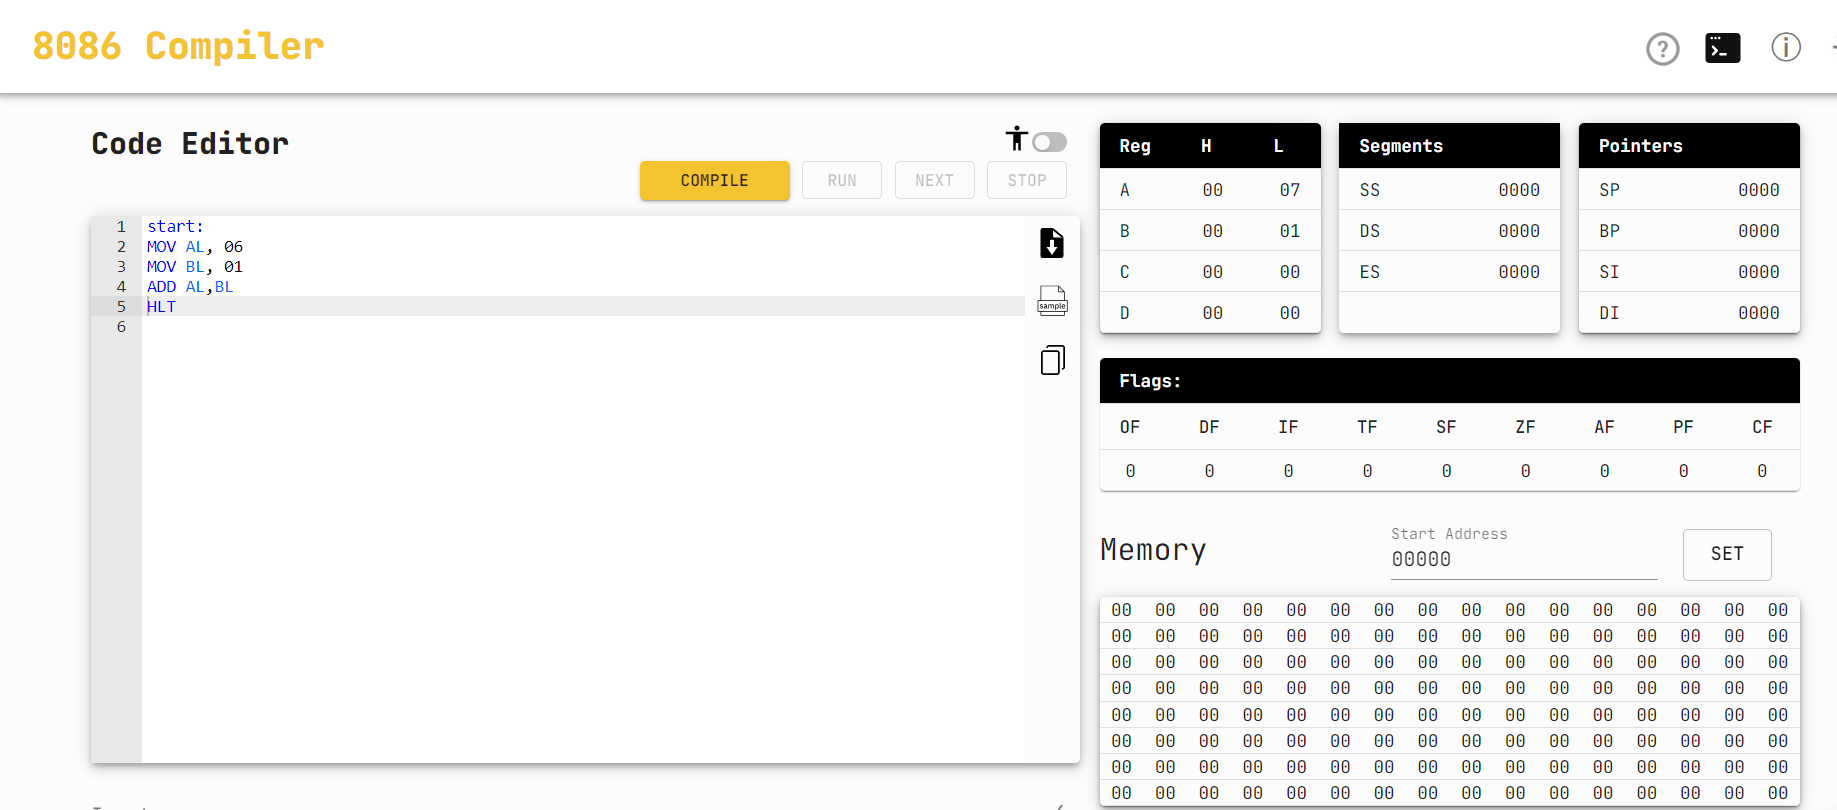 8086 Compiler
Code Editor
COMPILE RUN NEXT STOP
1 start:
2 MOV AL, 06
3 MOV BL, 01
4 ADD AL,BL
5 HLT
6
sample
Reg H L
A 00 07
B 00 01
C 00 00
D 00 00
Segments
SS 0000
DS 0000
ES 0000
Pointers
SP 0000
BP 0000
SI 0000
DI 0000
Flags:
OF DF IF TF SF ZF AF PF CF
0 0 0 0 0 0 0 0 0
Memory
Start Address
00000
SET
00 00 00 00 00 00 00 00 00 00 00 00 00 00 00 00
00 00 00 00 00 00 00 00 00 00 00 00 00 00 00 00
00 00 00 00 00 00 00 00 00 00 00 00 00 00 00 00
00 00 00 00 00 00 00 00 00 00 00 00 00 00 00 00
00 00 00 00 00 00 00 00 00 00 00 00 00 00 00 00
00 00 00 00 00 00 00 00 00 00 00 00 00 00 00 00
00 00 00 00 00 00 00 00 00 00 00 00 00 00 00 00
00 00 00 00 00 00 00 00 00 00 00 00 00 00 00 00